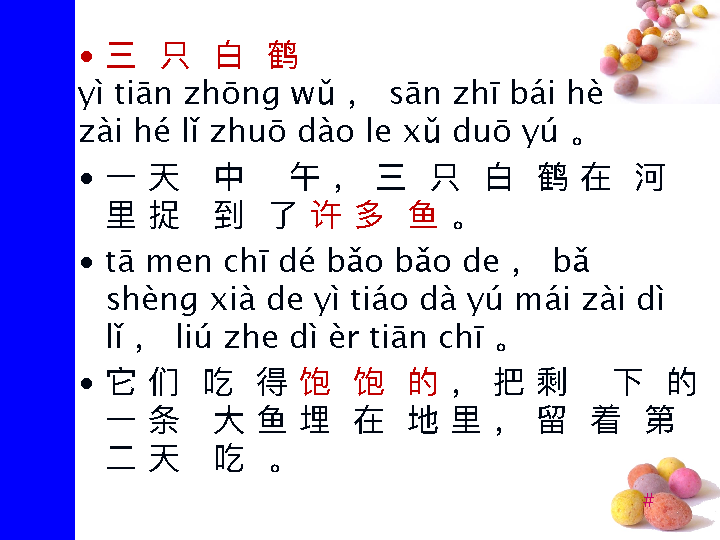 • 三 只 白 鹤
yì tiān zhōng wǔ ， sān zhī bái hè
zài hé lǐ zhuō dào le xǔ duō yú 。
• 一 天 中 午 ， 三 只 白 鹤 在 河
里 捉 到 了 许 多 鱼 。
• tā men chī dé bǎo bǎo de ， bǎ
shèng xià de yì tiáo dà yú mái zài dì
lǐ ， liú zhe dì èr tiān chī 。
• 它 们 吃 得 饱 饱 的 ， 把 剩 下 的
一 条 大 鱼 埋 在 地 里 ， 留 着 第
二 天 吃 。
#